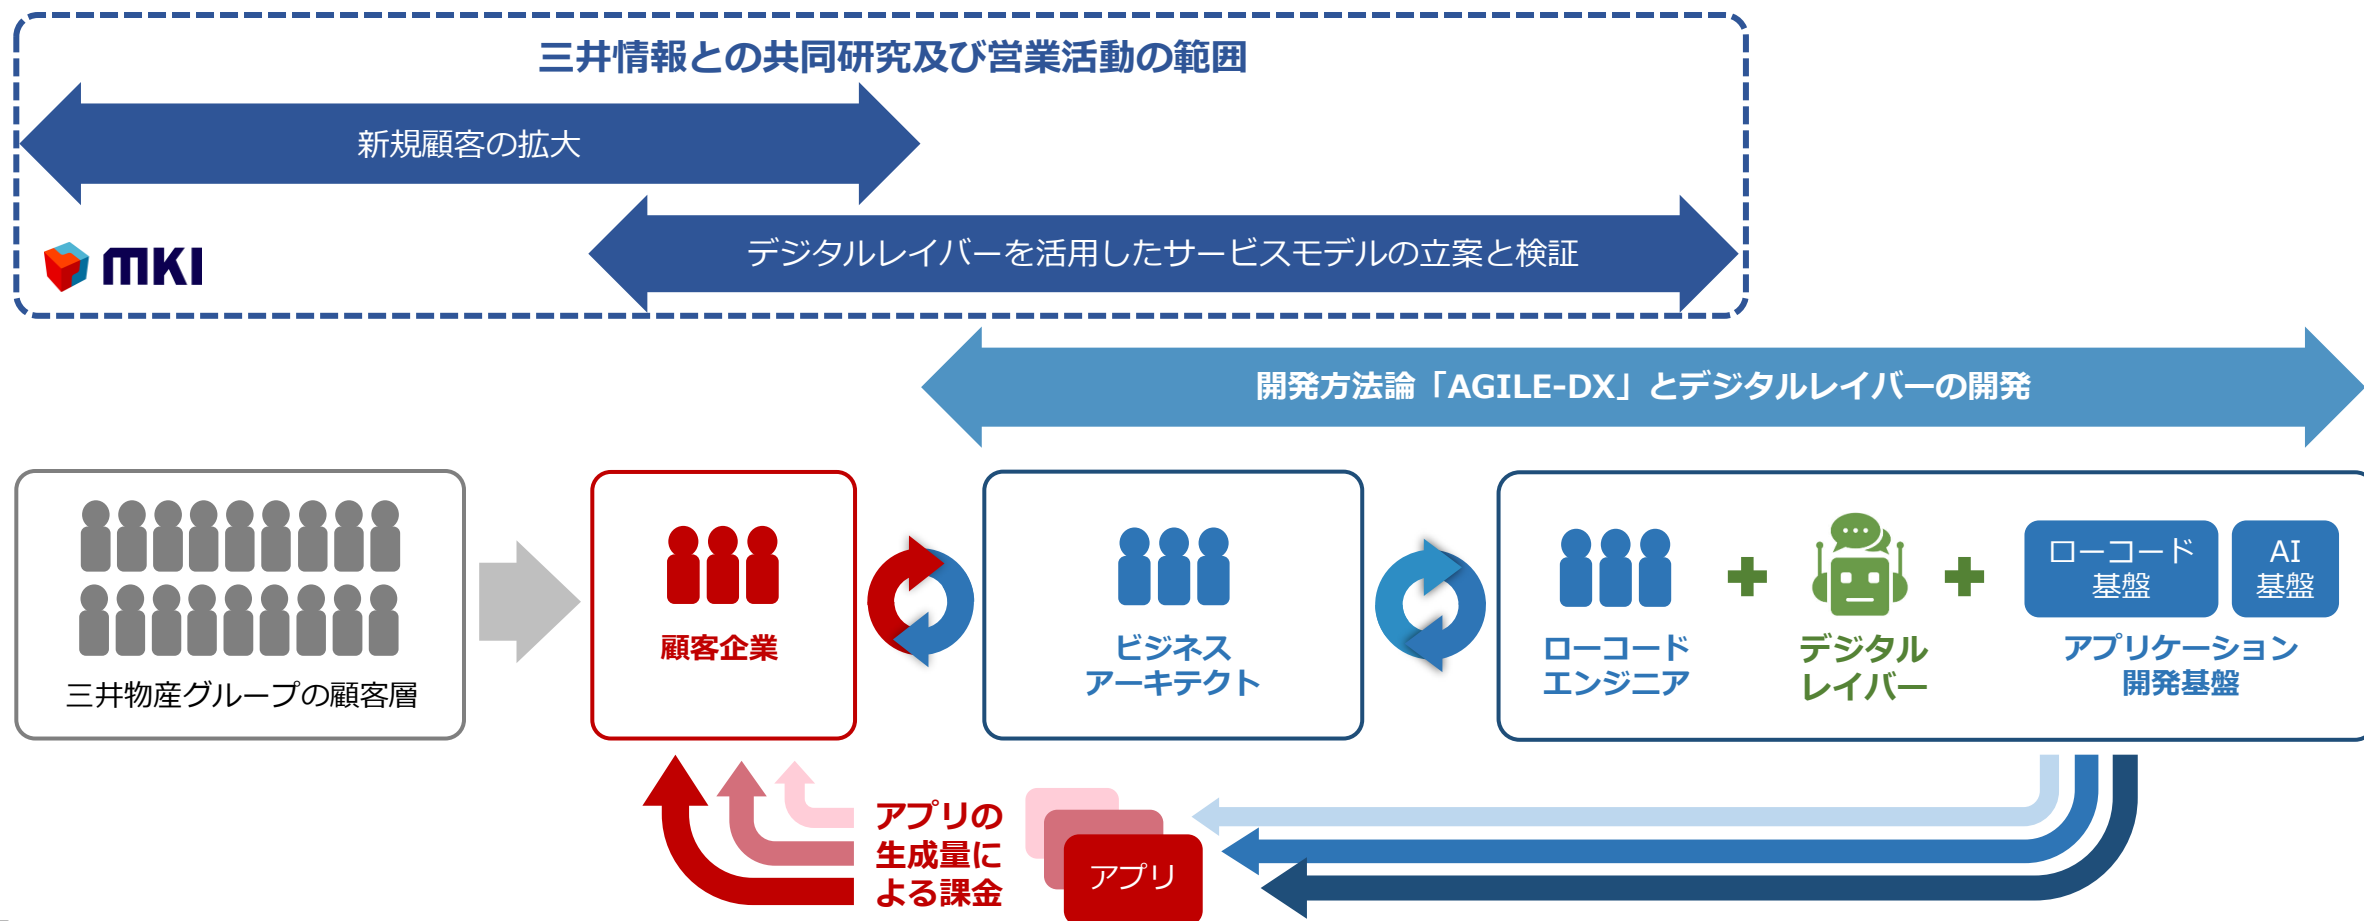 三井情報との共同研究及び営業活動の範囲
新規顧客の拡大
デジタルレイバーを活用したサービスモデルの立案と検証
MKI
開発方法論「AGILE-DX」とデジタルレイバーの開発
三井物産グループの顧客層
顧客企業
ビジネス
アーキテクト
ローコード
エンジニア
デジタル
レイバー
ローコード
基盤
AI
基盤
アプリケーション
開発基盤
アプリの
生成量に
よる課金
アプリ